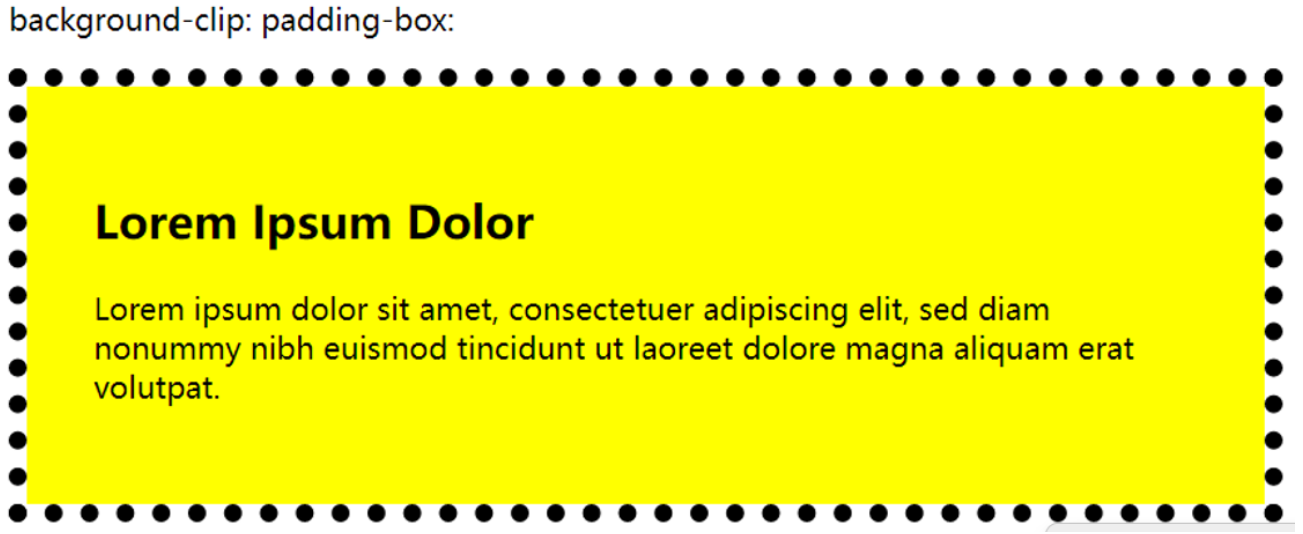 background-clip: padding-box:
Lorem Ipsum Dolor
Lorem ipsum dolor sit amet, consectetuer adipiscing elit, sed diam
nonummy nibh euismod tincidunt ut laoreet dolore magna aliquam erat
volutpat.